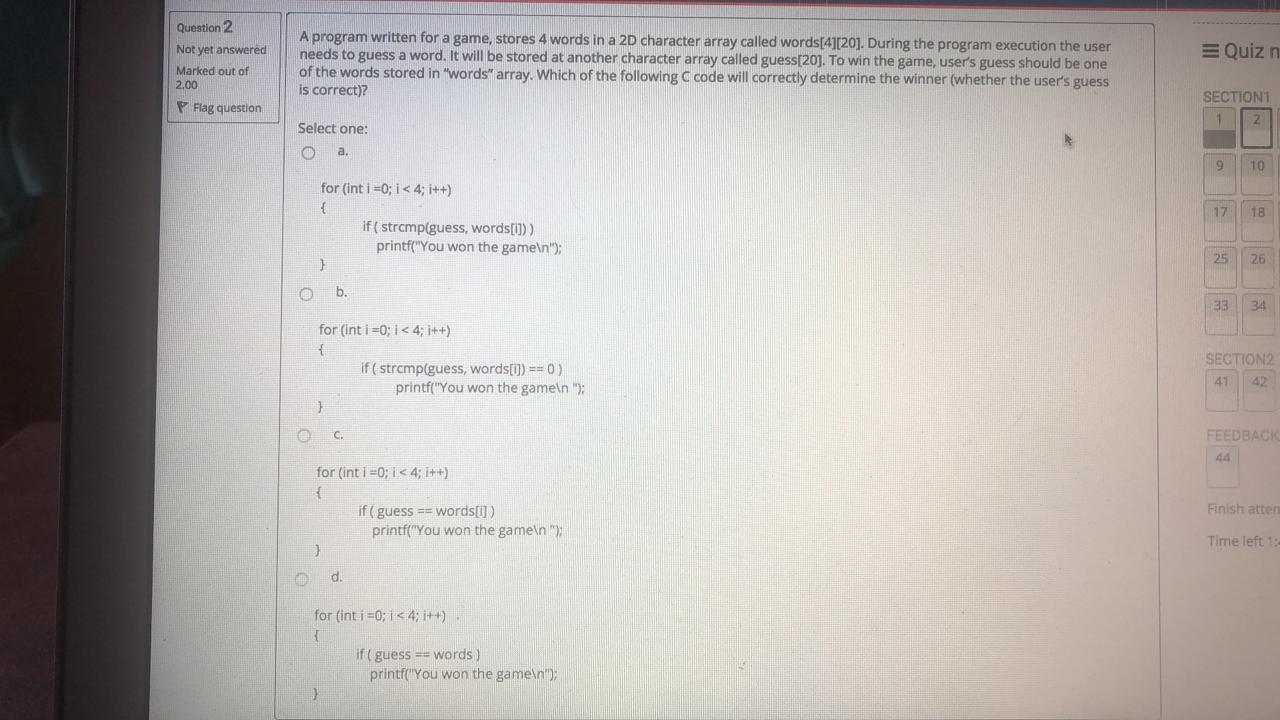 Question 2
Not yet answered
Marked out of
2.00
Flag question
A program written for a game, stores 4 words in a 2D character array called words[4][20]. During the program execution the user
needs to guess a word. It will be stored at another character array called guess[20]. To win the game, user's guess should be one
of the words stored in "words" array. Which of the following C code will correctly determine the winner (whether the user's guess
is correct)?
Select one:
a.
for (int i =0; i < 4; i++)
{
if ( strcmp(guess, words[i]) )
printf("You won the game\n");
}
b.
for (int i =0; i < 4; i++)
{
if ( strcmp(guess, words[i]) == 0 )
printf("You won the game\n ");
}
c.
for (int i =0; i < 4; i++)
{
if ( guess == words[i] )
printf("You won the game\n ");
}
d.
for (int i =0; i < 4; i++)
{
if ( guess == words )
printf("You won the game\n");
}
Quiz n
SECTION1
1 2
9 10
17 18
25 26
33 34
SECTION2
41 42
FEEDBACK
44
Finish atten
Time left 1: